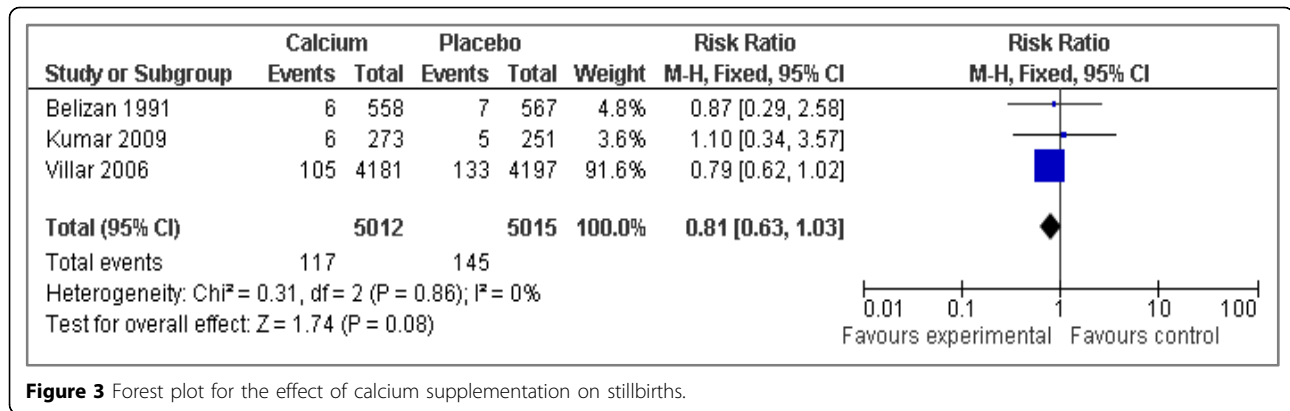 Calcium Placebo Risk Ratio Risk Ratio
Study or Subgroup Events Total Events Total Weight M-H, Fixed, 95% CI M-H, Fixed, 95% CI
Belizan 1991 6 558 7 567 4.8% 0.87 [0.29, 2.58]
Kumar 2009 6 273 5 251 3.6% 1.10 [0.34, 3.57]
Villar 2006 105 4181 133 4197 91.6% 0.79 [0.62, 1.02]
Total (95% CI) 5012 5015 100.0% 0.81 [0.63, 1.03]
Total events 117 145
Heterogeneity: Chi² = 0.31, df = 2 (P = 0.86); I² = 0%
Test for overall effect: Z = 1.74 (P = 0.08)
0.01 0.1 1 10 100
Favours experimental Favours control
Figure 3 Forest plot for the effect of calcium supplementation on stillbirths.